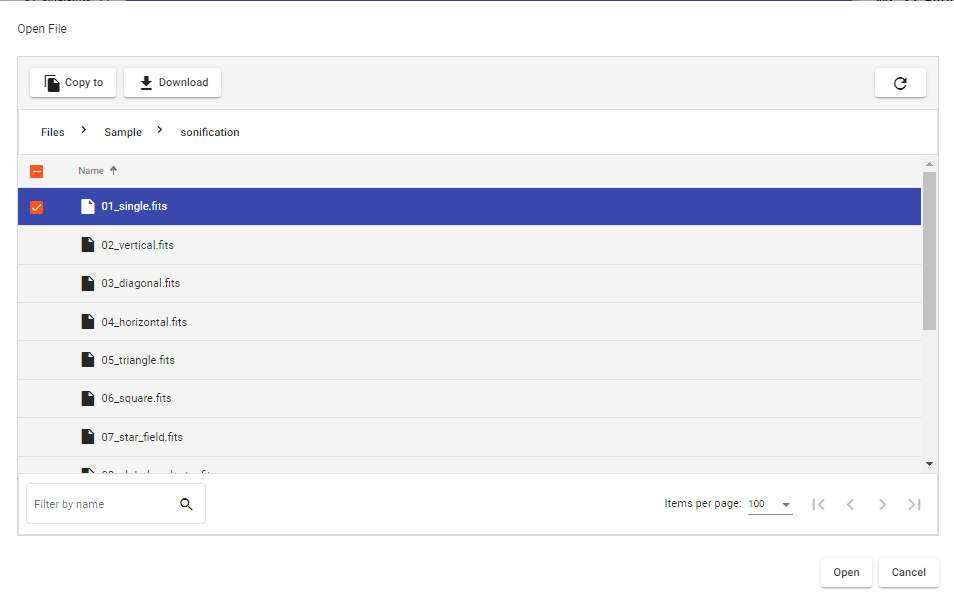 Open File
Copy to
Download
Files
Sample
sonification
Name
01_single.fits
02_vertical.fits
03_diagonal.fits
04_horizontal.fits
05_triangle.fits
06_square.fits
07_star_field.fits
Filter by name
Items per page: 100
Open
Cancel